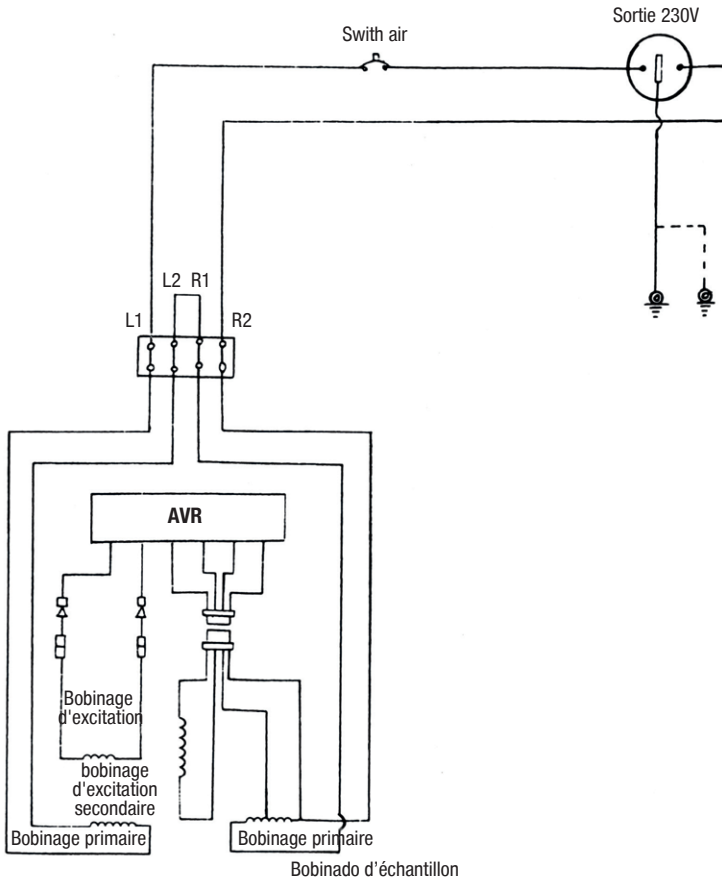 Sortie 230V
Swith air
L2 R1
L1
R2
AVR
Bobinage
d'excitation
bobinage
d'excitation
secondaire
Bobinage primaire
Bobinage primaire
Bobinado d’échantillon